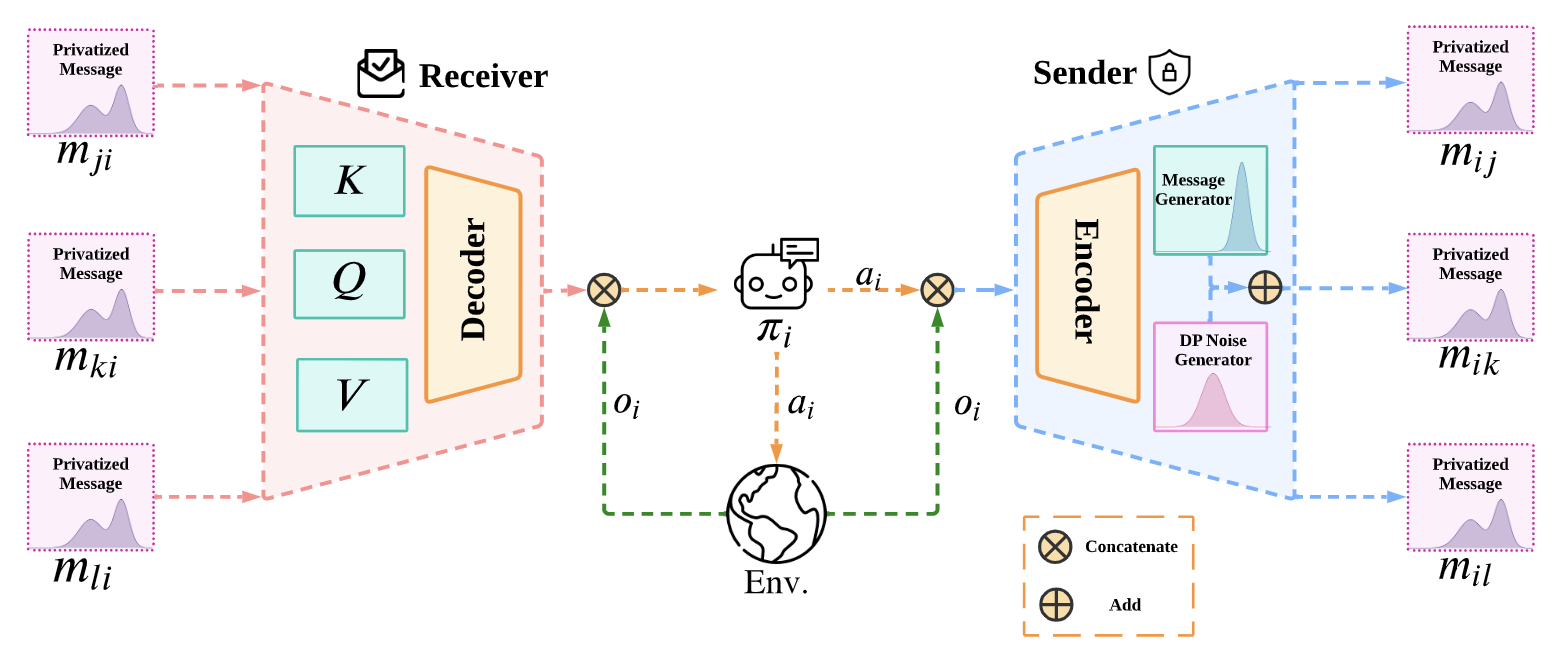 Privatized
Message
m_{ji}
Privatized
Message
m_{ki}
Privatized
Message
m_{li}
Receiver
K
Q
V
Decoder
o_i
π_i
a_i
a_i
Env.
o_i
Sender
Encoder
Message
Generator
DP Noise
Generator
Privatized
Message
m_{ij}
Privatized
Message
m_{ik}
Privatized
Message
m_{il}
Concatenate
Add